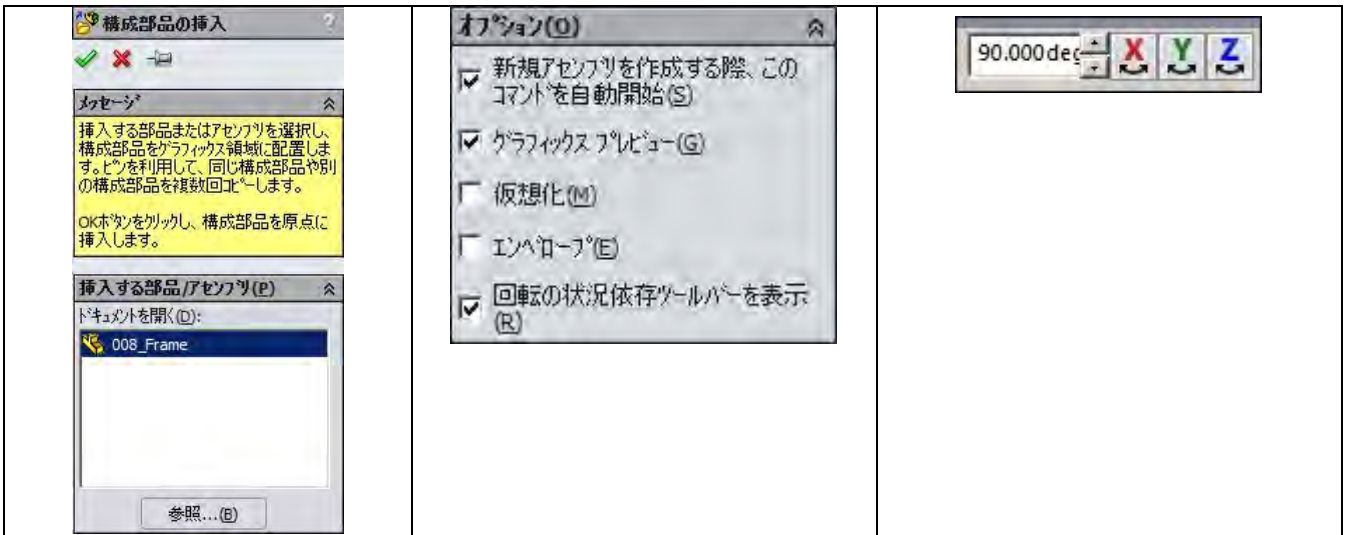 構成部品の挿入 ?
メッセージ
挿入する部品またはアセンブリを選択し、
構成部品をグラフィックス領域に配置しま
す。ピンを利用して、同じ構成部品や別
の構成部品を複数回コピーします。
OKボタンをクリックし、構成部品を原点に
挿入します。
挿入する部品/アセンブリ(P)
ドキュメントを開く(D):
008_Frame
参照...(B)
オプション(O)
新規アセンブリを作成する際、この
コマンドを自動開始(S)
グラフィックス プレビュー(G)
仮想化(M)
エンベロープ(E)
回転の状況依存ツールバーを表示
(R)
90.000deg X Y Z